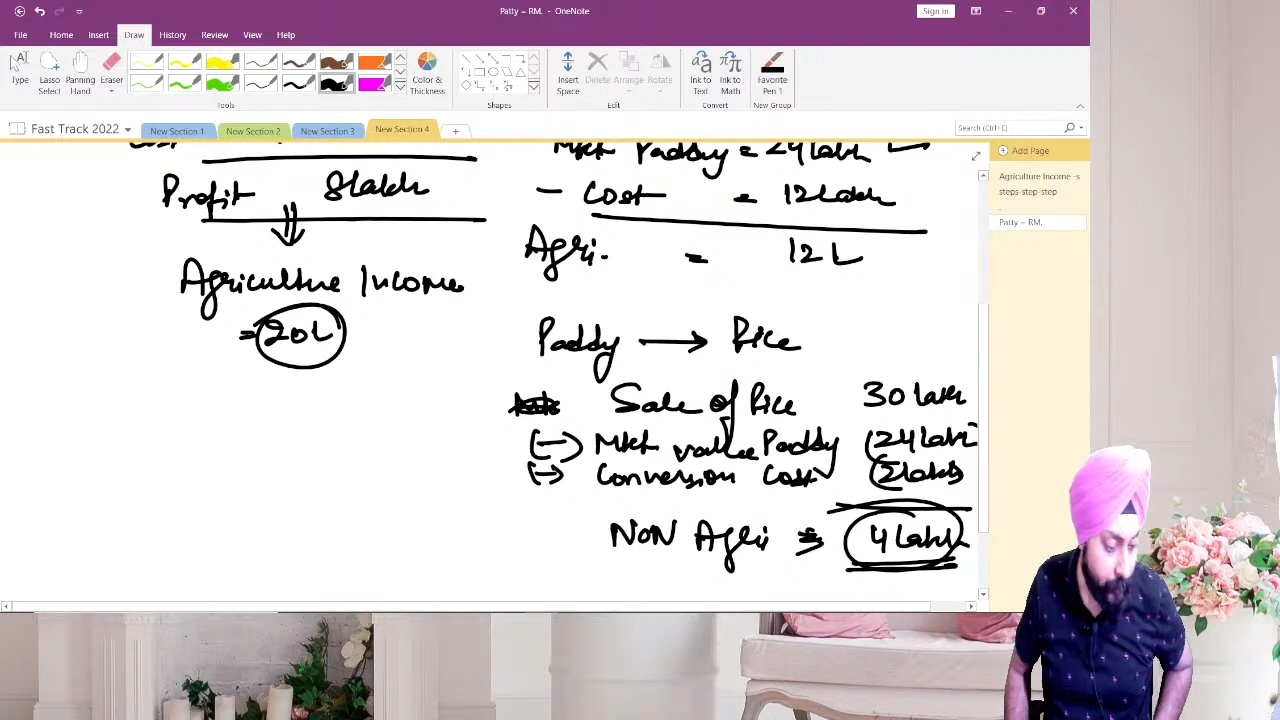 Patty = RM. - OneNote
Sign in
File Home Insert Draw History Review View Help
Type
Lasso Select
Panning Hand
Eraser
Color & Thickness
Insert Space
Delete
Arrange
Rotate
Ink to Text
Ink to Math
Favorite Pen 1
Tools
Shapes
Edit
Convert
New Group
Fast Track 2022
New Section 1
New Section 2
New Section 3
New Section 4
Search (Ctrl+E)
Add Page
Agriculture Income -s
steps-step-step
.
Patty = RM.
Cost
Profit 8 lakh
Agriculture Income
= 20L
Mkt Paddy = 24 lakh
- Cost = 12 lakh
Agri. = 12 L
Paddy → Rice
Sale of Rice 30 lakh
(-) Mkt value Paddy (24 lakh
(-) Conversion Cost (2 lakh)
NON Agri = 4 lakh